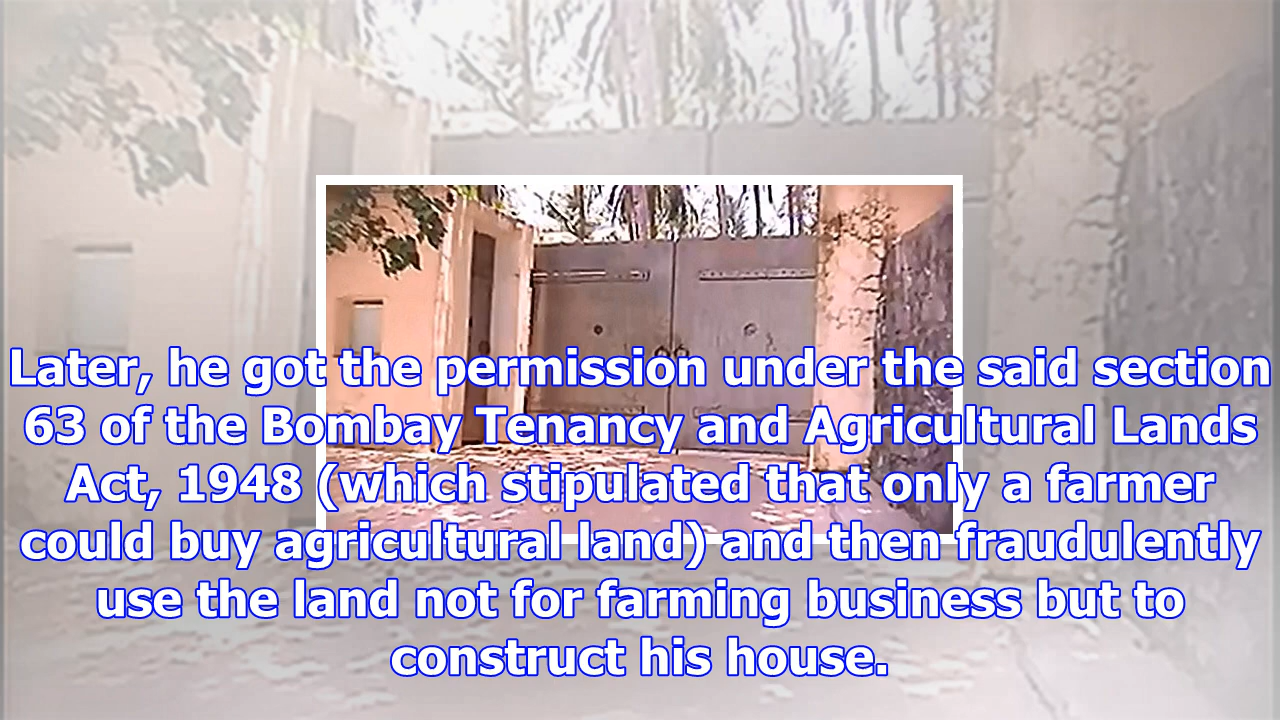 Later, he got the permission under the said section
63 of the Bombay Tenancy and Agricultural Lands
Act, 1948 (which stipulated that only a farmer
could buy agricultural land) and then fraudulently
use the land not for farming business but to
construct his house.